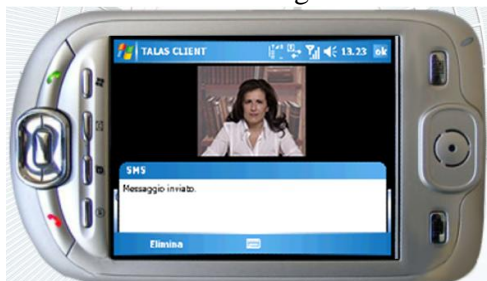 TALAS CLIENT 13.23 ok
SMS
Messaggio inviato.
Elimina